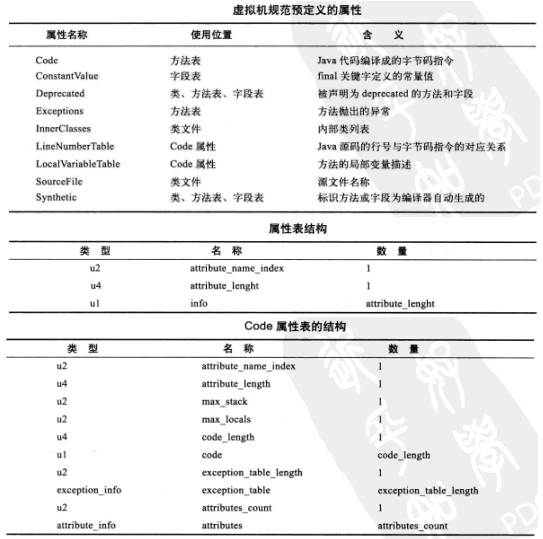 虚拟机规范预定义的属性
属性名称 使用位置 含 义
Code 方法表 Java 代码编译成的字节码指令
ConstantValue 字段表 final 关键字定义的常量值
Deprecated 类、方法表、字段表 被声明为 deprecated 的方法和字段
Exceptions 方法表 方法抛出的异常
InnerClasses 类文件 内部类列表
LineNumberTable Code 属性 Java 源码的行号与字节码指令的对应关系
LocalVariableTable Code 属性 方法的局部变量描述
SourceFile 类文件 源文件名称
Synthetic 类、方法表、字段表 标识方法或字段为编译器自动生成的
属性表结构
类 型 名 称 数 量
u2 attribute_name_index 1
u4 attribute_lenght 1
u1 info attribute_lenght
Code 属性表的结构
类 型 名 称 数 量
u2 attribute_name_index 1
u4 attribute_length 1
u2 max_stack 1
u2 max_locals 1
u4 code_length 1
u1 code code_length
u2 exception_table_length 1
exception_info exception_table exception_table_length
u2 attributes_count 1
attribute_info attributes attributes_count